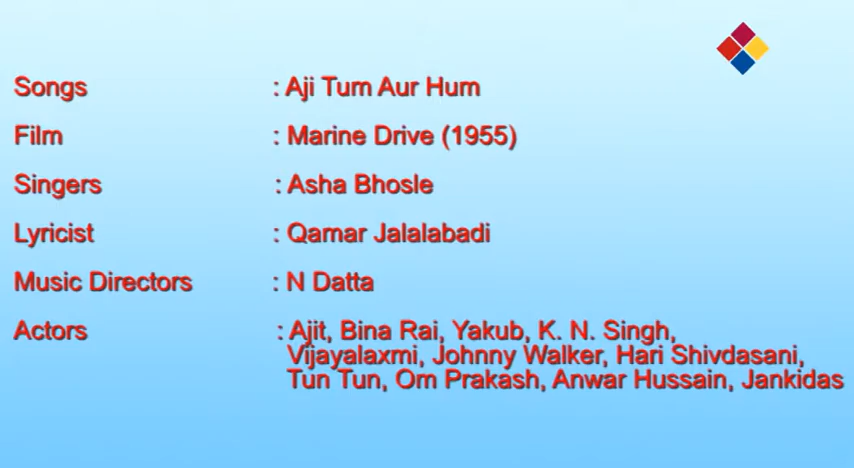 Songs : Aji Tum Aur Hum
Film : Marine Drive (1955)
Singers : Asha Bhosle
Lyricist : Qamar Jalalabadi
Music Directors : N Datta
Actors : Ajit, Bina Rai, Yakub, K. N. Singh,
Vijayalaxmi, Johnny Walker, Hari Shivdasani,
Tun Tun, Om Prakash, Anwar Hussain, Jankidas